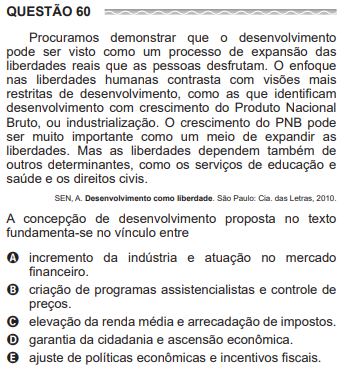 QUESTÃO 60
Procuramos demonstrar que o desenvolvimento
pode ser visto como um processo de expansão das
liberdades reais que as pessoas desfrutam. O enfoque
nas liberdades humanas contrasta com visões mais
restritas de desenvolvimento, como as que identificam
desenvolvimento com crescimento do Produto Nacional
Bruto, ou industrialização. O crescimento do PNB pode
ser muito importante como um meio de expandir as
liberdades. Mas as liberdades dependem também de
outros determinantes, como os serviços de educação e
saúde e os direitos civis.
SEN, A. Desenvolvimento como liberdade. São Paulo: Cia. das Letras, 2010.
A concepção de desenvolvimento proposta no texto
fundamenta-se no vínculo entre
A incremento da indústria e atuação no mercado
financeiro.
B criação de programas assistencialistas e controle de
preços.
C elevação da renda média e arrecadação de impostos.
D garantia da cidadania e ascensão econômica.
E ajuste de políticas econômicas e incentivos fiscais.